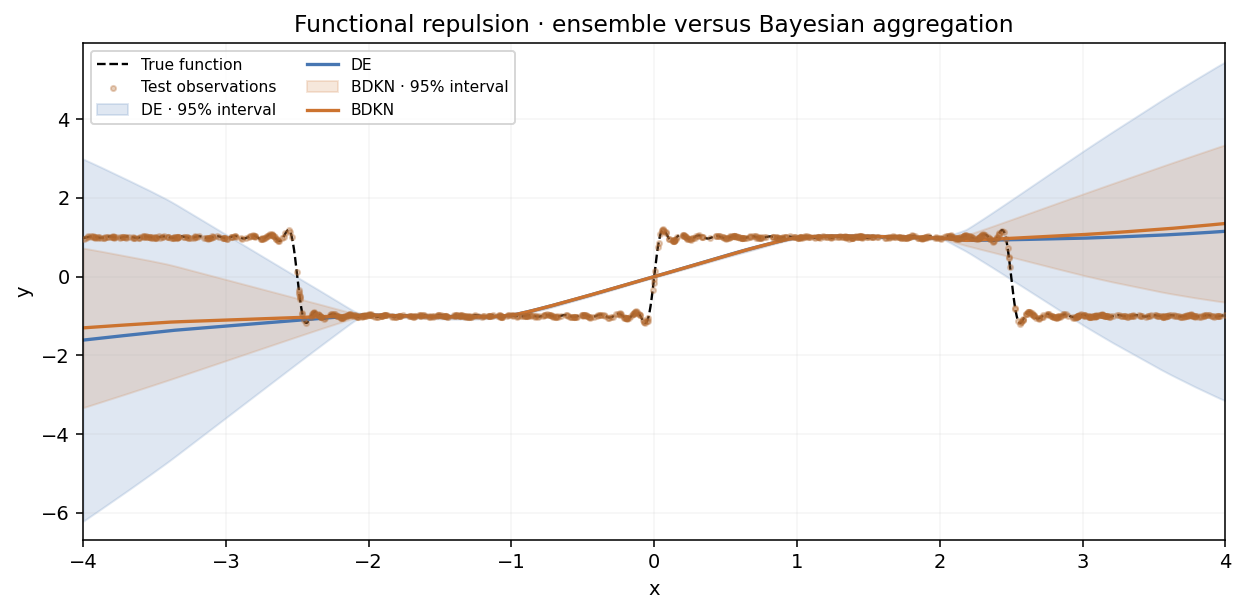 Functional repulsion · ensemble versus Bayesian aggregation
True function
Test observations
DE · 95% interval
DE
BDKN · 95% interval
BDKN
y
4
2
0
−2
−4
−6
−4
−3
−2
−1
0
1
2
3
4
x